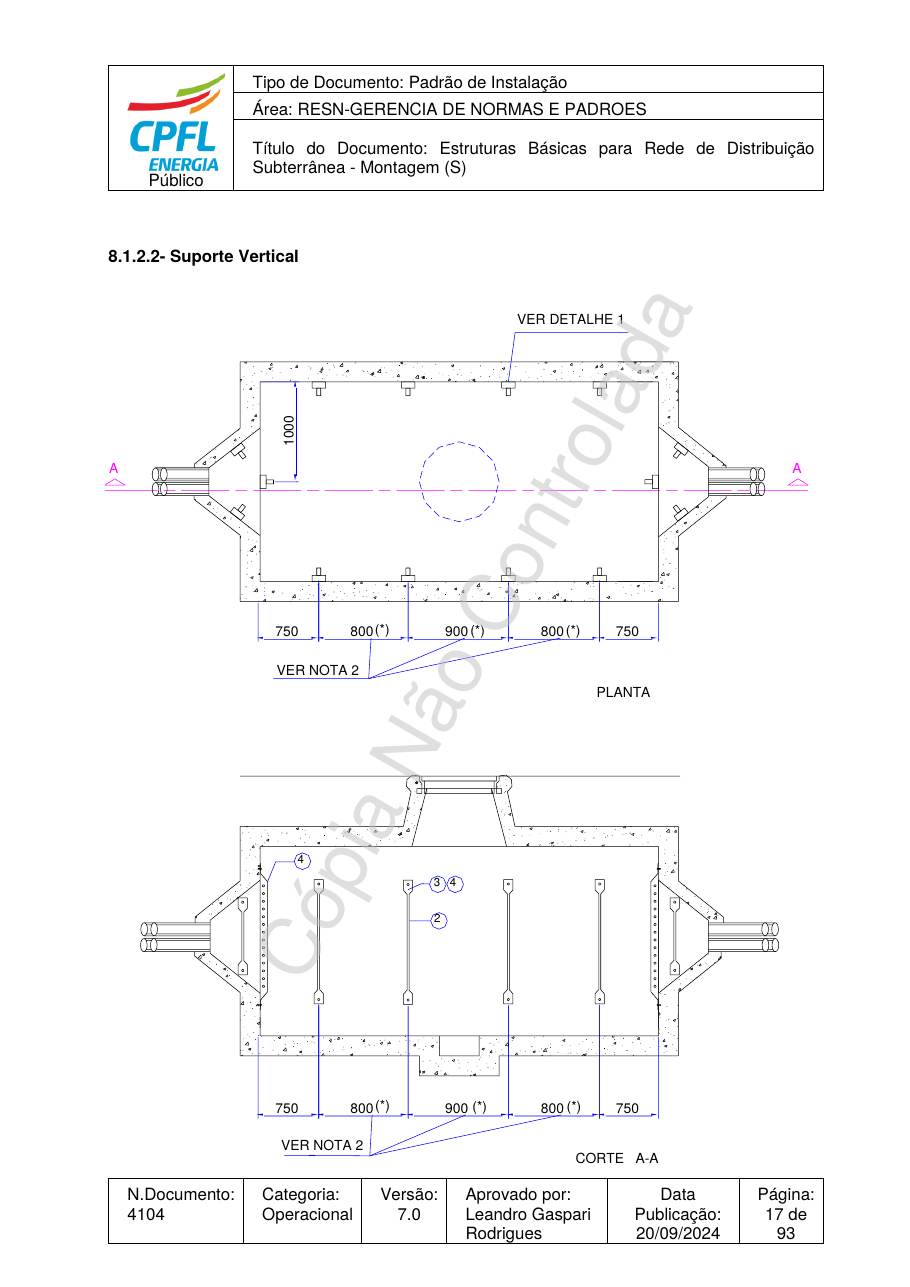 Tipo de Documento: Padrão de Instalação
Área: RESN-GERENCIA DE NORMAS E PADROES
Título do Documento: Estruturas Básicas para Rede de Distribuição
Subterrânea - Montagem (S)
CPFL
ENERGIA
Público
8.1.2.2- Suporte Vertical
VER DETALHE 1
1000
A
A
750
800 (*)
900 (*)
800 (*)
750
VER NOTA 2
PLANTA
Cópia Não Controlada
4
3
4
2
750
800 (*)
900 (*)
800 (*)
750
VER NOTA 2
CORTE A-A
N.Documento:
4104
Categoria:
Operacional
Versão:
7.0
Aprovado por:
Leandro Gaspari
Rodrigues
Data
Publicação:
20/09/2024
Página:
17 de
93